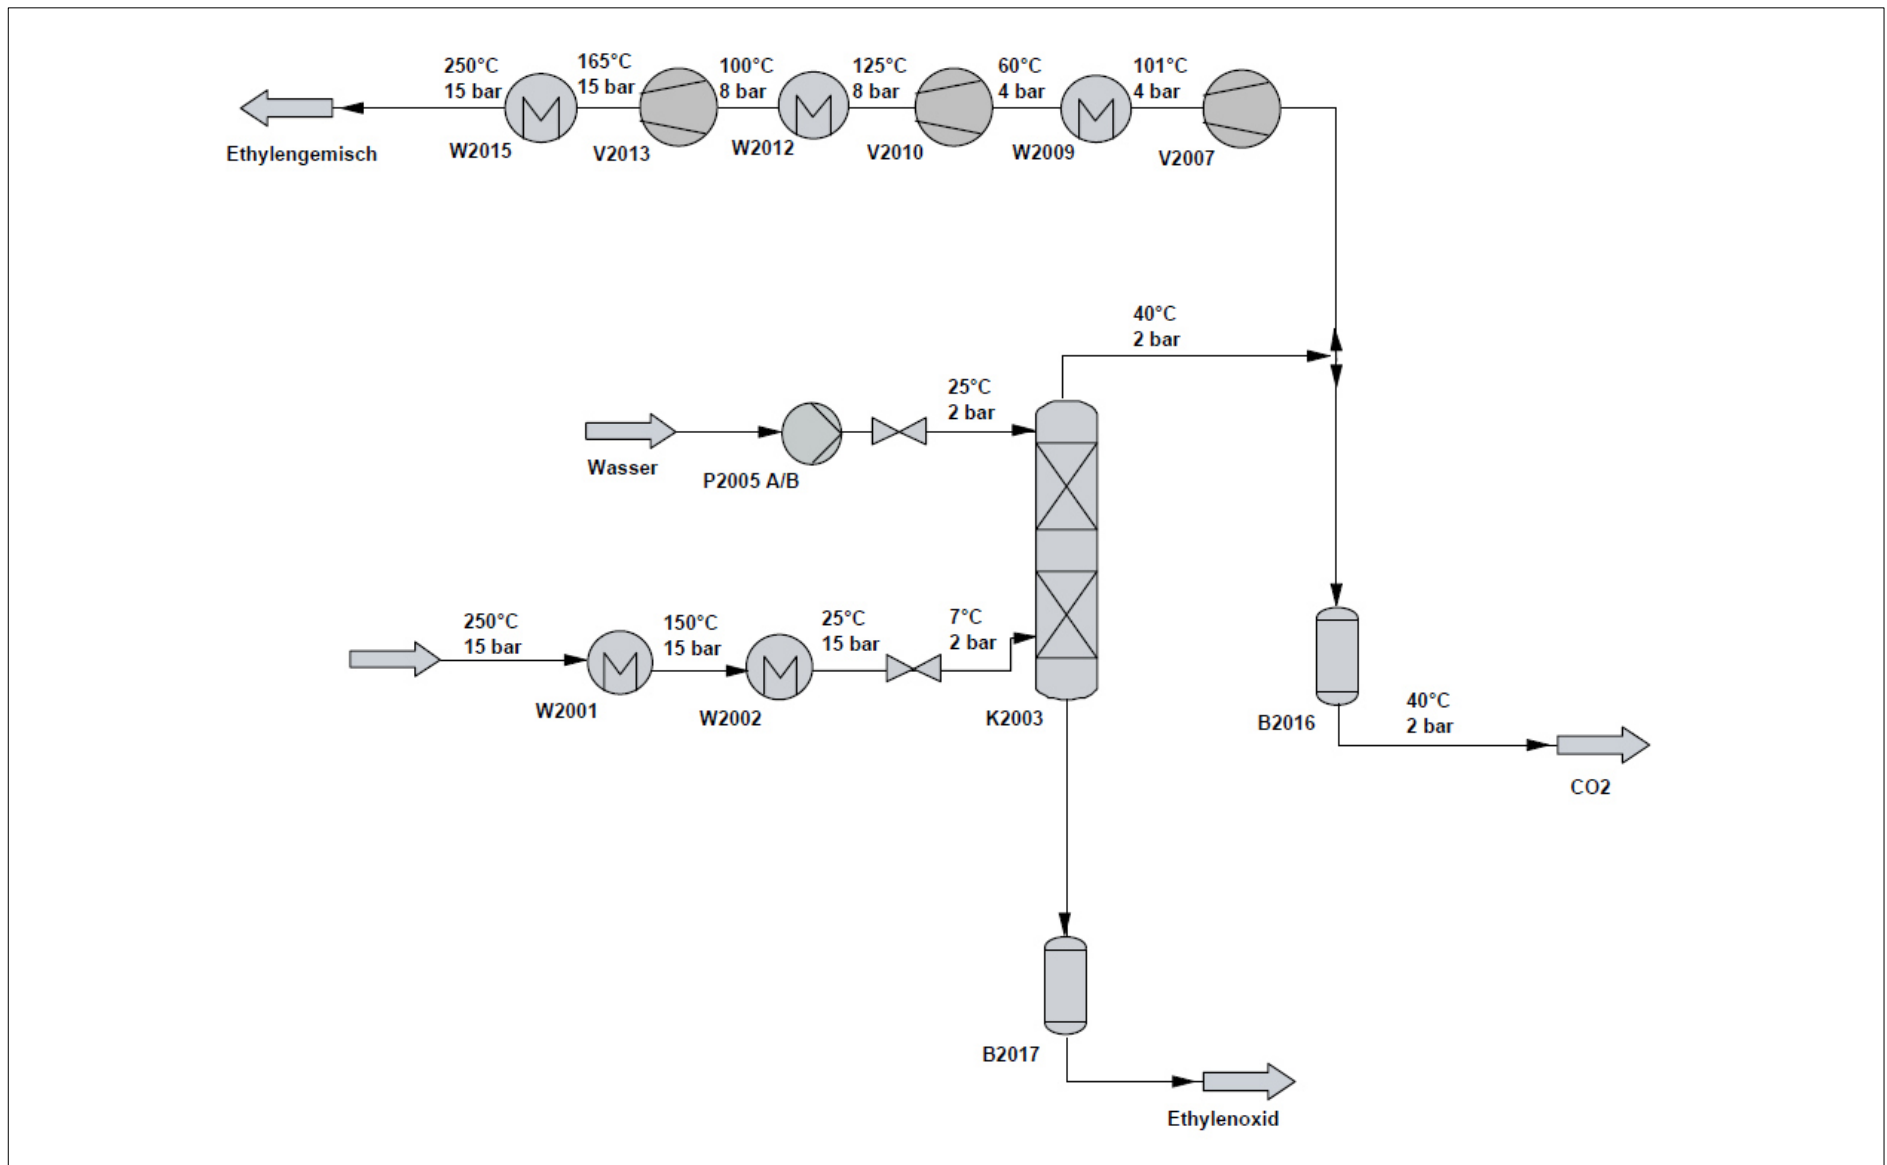 250°C
15 bar
165°C
15 bar
100°C
8 bar
125°C
8 bar
60°C
4 bar
101°C
4 bar
Ethylengemisch
W2015
V2013
W2012
V2010
W2009
V2007
40°C
2 bar
25°C
2 bar
Wasser
P2005 A/B
250°C
15 bar
150°C
15 bar
25°C
15 bar
7°C
2 bar
W2001
W2002
K2003
B2016
40°C
2 bar
CO2
B2017
Ethylenoxid